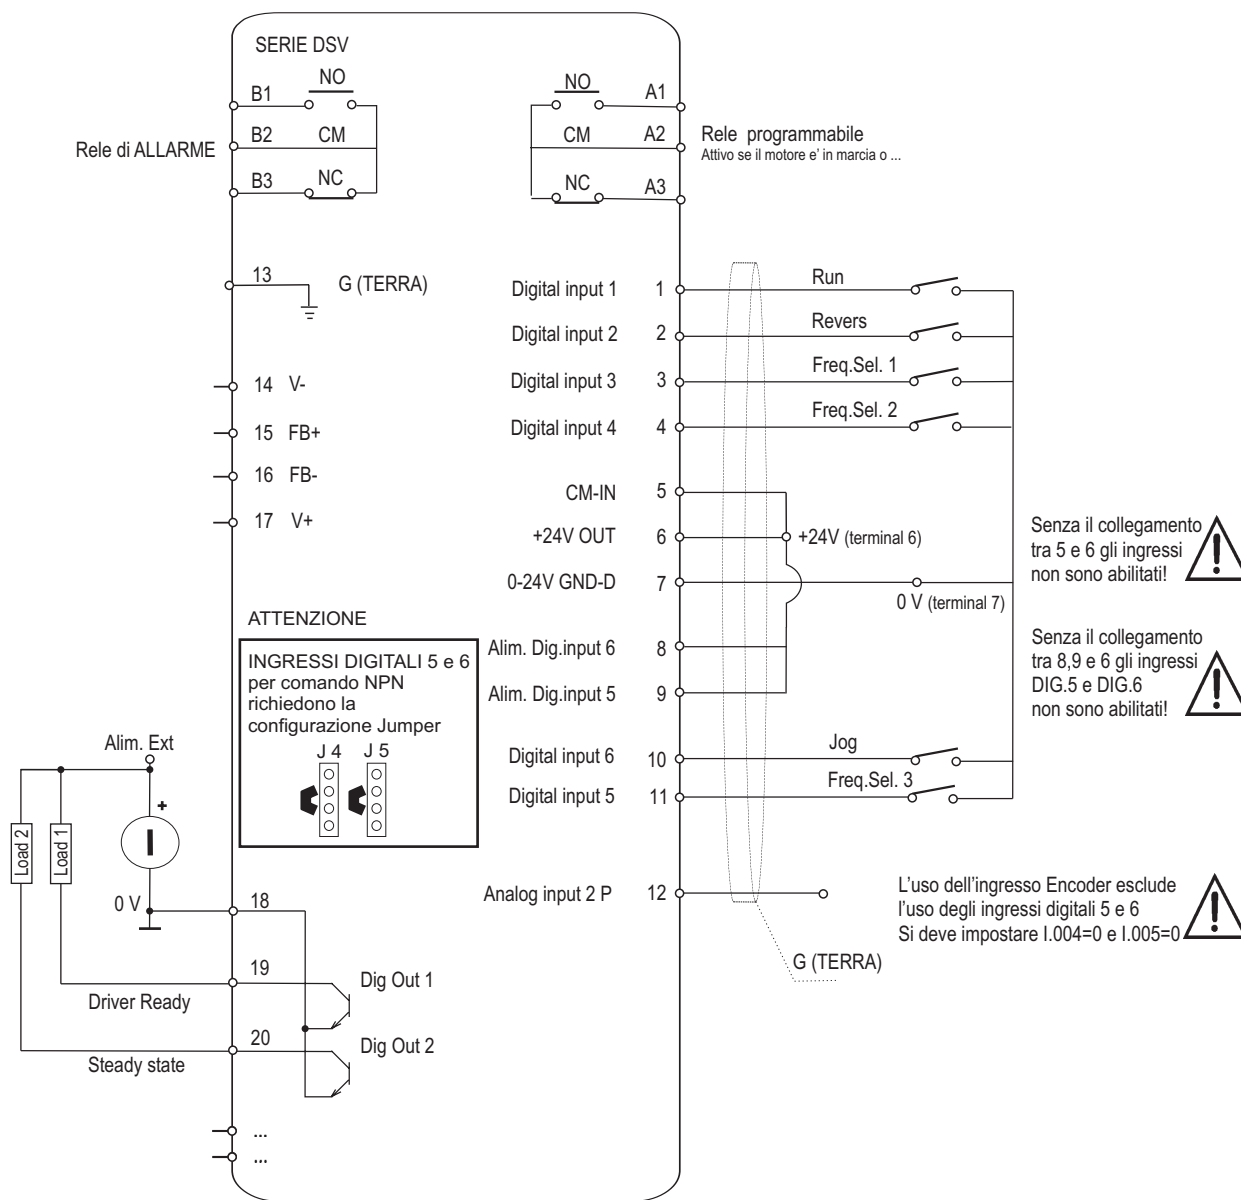 SERIE DSV
NO
B1
B2
CM
Rele di ALLARME
B3
NC
NO
A1
CM
A2
Rele programmabile
Attivo se il motore e' in marcia o ...
NC
A3
13
G (TERRA)
14 V-
15 FB+
16 FB-
17 V+
Digital input 1
1
Run
Digital input 2
2
Revers
Digital input 3
3
Freq.Sel. 1
Digital input 4
4
Freq.Sel. 2
CM-IN
5
+24V OUT
6
+24V (terminal 6)
0-24V GND-D
7
0 V (terminal 7)
Senza il collegamento
tra 5 e 6 gli ingressi
non sono abilitati!
Alim. Dig.input 6
8
Alim. Dig.input 5
9
Senza il collegamento
tra 8,9 e 6 gli ingressi
DIG.5 e DIG.6
non sono abilitati!
ATTENZIONE
INGRESSI DIGITALI 5 e 6
per comando NPN
richiedono la
configurazione Jumper
J 4 J 5
Digital input 6
10
Jog
Digital input 5
11
Freq.Sel. 3
Analog input 2 P
12
G (TERRA)
L'uso dell'ingresso Encoder esclude
l'uso degli ingressi digitali 5 e 6
Si deve impostare I.004=0 e I.005=0
Alim. Ext
+
Load 2
Load 1
0 V
18
19
Dig Out 1
Driver Ready
20
Dig Out 2
Steady state
...
...